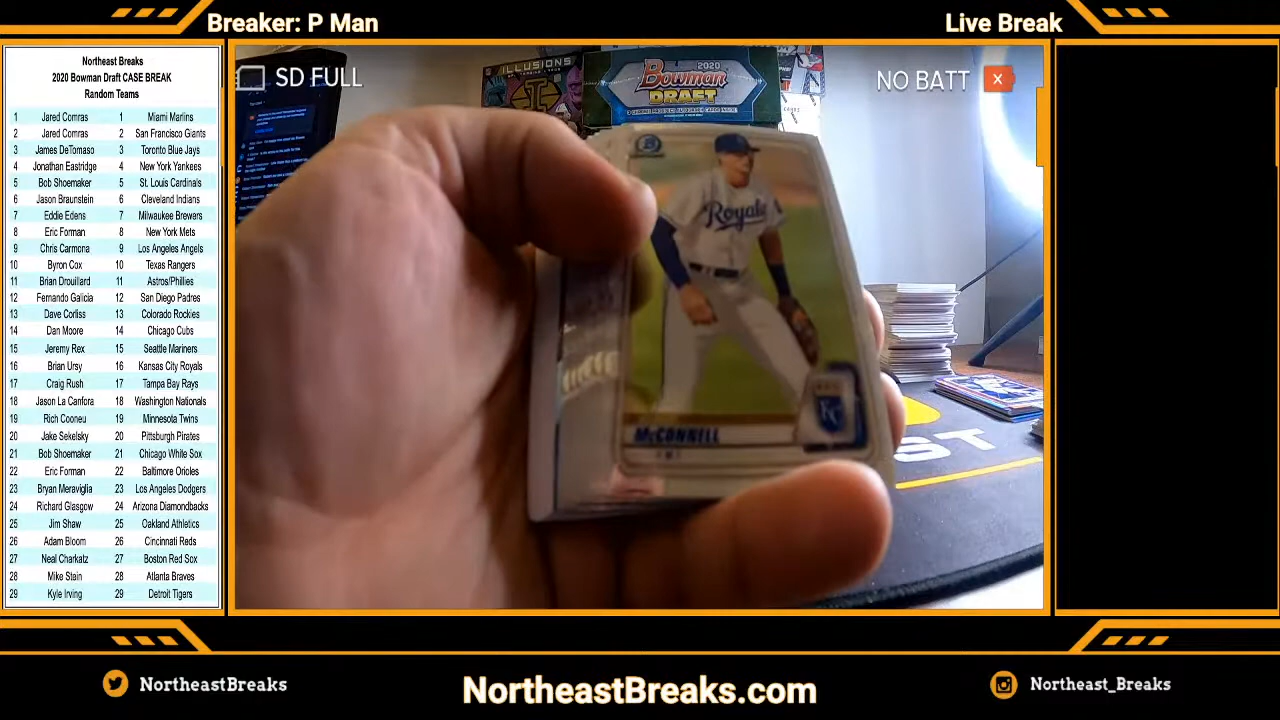 Breaker: P Man
Live Break
Northeast Breaks
2020 Bowman Draft CASE BREAK
Random Teams
1 Jared Comras 1 Miami Marlins
2 Jared Comras 2 San Francisco Giants
3 James DeTomaso 3 Toronto Blue Jays
4 Jonathan Eastridge 4 New York Yankees
5 Bob Shoemaker 5 St. Louis Cardinals
6 Jason Braunstein 6 Cleveland Indians
7 Eddie Edens 7 Milwaukee Brewers
8 Eric Forman 8 New York Mets
9 Chris Carmona 9 Los Angeles Angels
10 Byron Cox 10 Texas Rangers
11 Brian Drouillard 11 Astros/Phillies
12 Fernando Galicia 12 San Diego Padres
13 Dave Corliss 13 Colorado Rockies
14 Dan Moore 14 Chicago Cubs
15 Jeremy Rex 15 Seattle Mariners
16 Brian Ursy 16 Kansas City Royals
17 Craig Rush 17 Tampa Bay Rays
18 Jason La Canfora 18 Washington Nationals
19 Rich Cooneu 19 Minnesota Twins
20 Jake Sekelsky 20 Pittsburgh Pirates
21 Bob Shoemaker 21 Chicago White Sox
22 Eric Forman 22 Baltimore Orioles
23 Bryan Meraviglia 23 Los Angeles Dodgers
24 Richard Glasgow 24 Arizona Diamondbacks
25 Jim Shaw 25 Oakland Athletics
26 Adam Bloom 26 Cincinnati Reds
27 Neal Charkatz 27 Boston Red Sox
28 Mike Stein 28 Atlanta Braves
29 Kyle Irving 29 Detroit Tigers
SD FULL
NO BATT
ILLUSIONS
2020
Bowman
DRAFT
Royals
McCONNELL
KC
ST
NortheastBreaks
NortheastBreaks.com
Northeast_Breaks